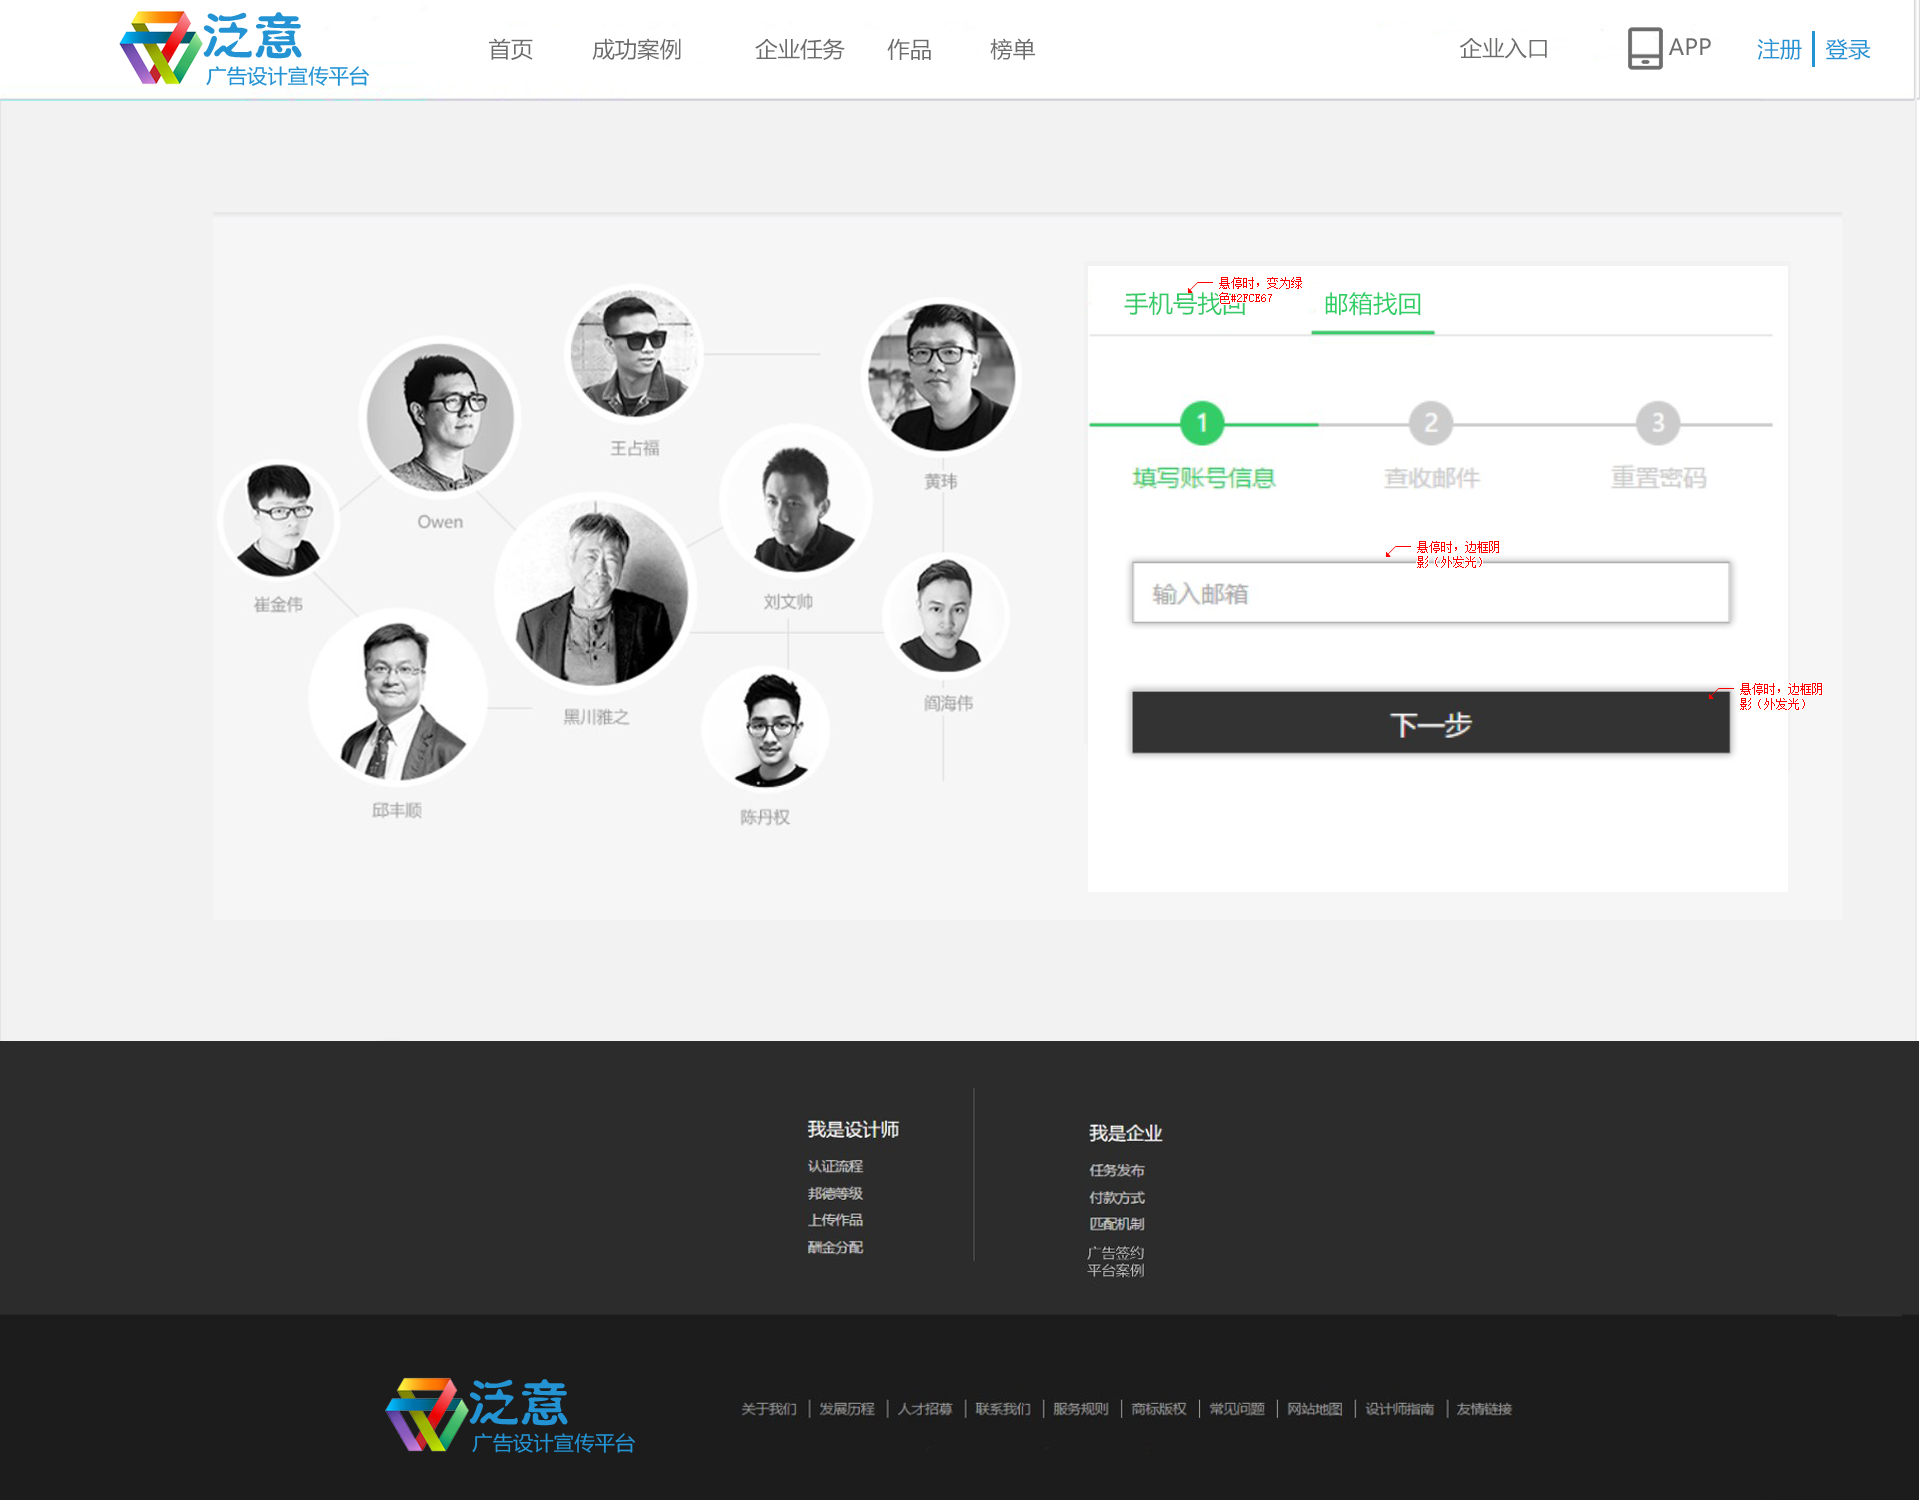 泛意
广告设计宣传平台
首页 成功案例 企业任务 作品 榜单 企业入口 APP 注册 登录
悬停时，变为绿
色#2FCE67
手机号找回 邮箱找回
1 2 3
填写账号信息 查收邮件 重置密码
悬停时，边框阴
影（外发光）
输入邮箱
悬停时，边框阴
影（外发光）
下一步
王占福
黄玮
Owen
崔金伟
刘文帅
阎海伟
黑川雅之
邱丰顺
陈丹权
我是设计师
认证流程
邦德等级
上传作品
酬金分配
我是企业
任务发布
付款方式
匹配机制
广告签约
平台案例
泛意
广告设计宣传平台
关于我们 发展历程 人才招募 联系我们 服务规则 商标版权 常见问题 网站地图 设计师指南 友情链接